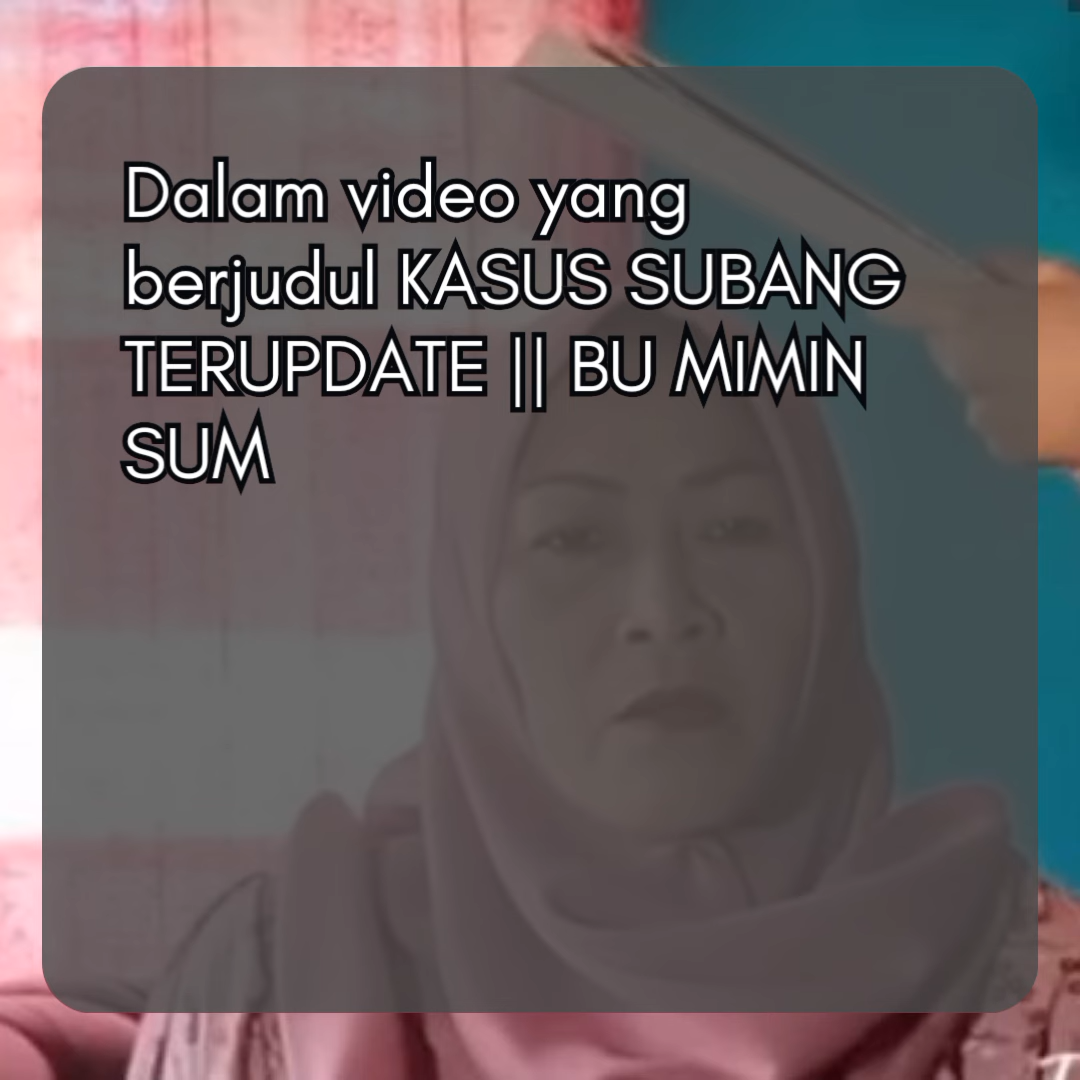 Dalam video yang
berjudul KASUS SUBANG
TERUPDATE || BU MIMIN
SUM